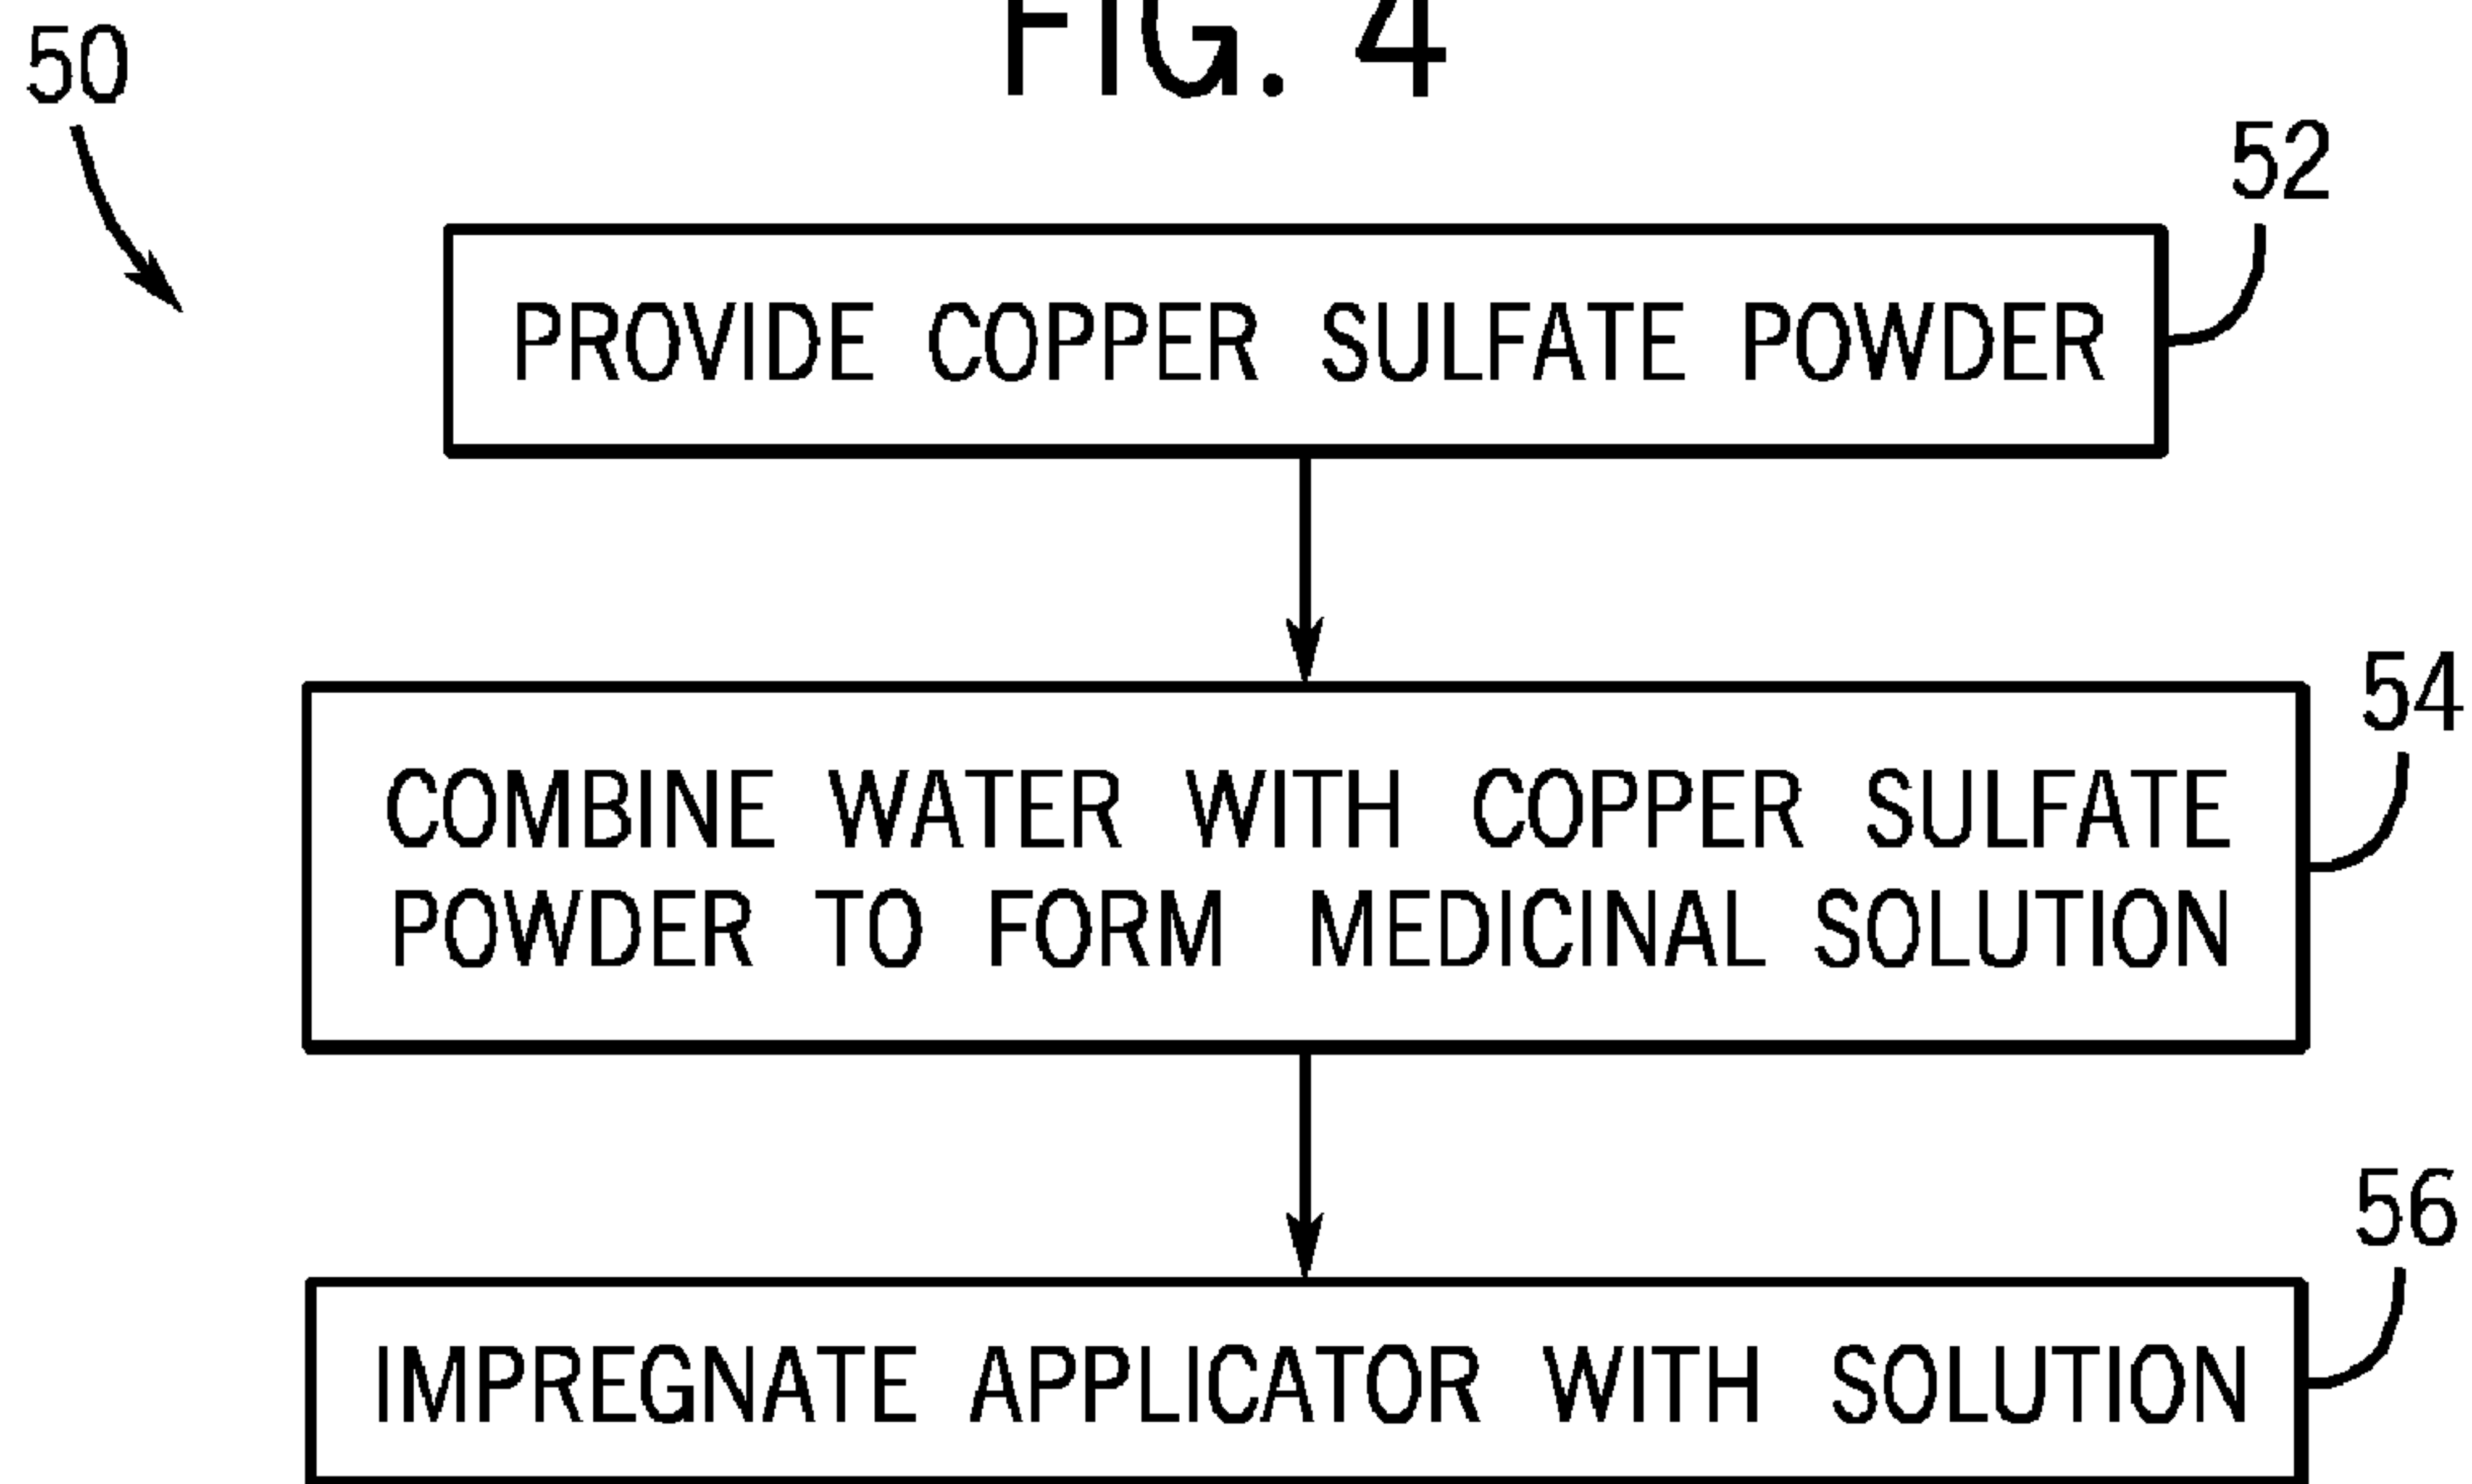 FIG. 4
50
52
PROVIDE COPPER SULFATE POWDER
54
COMBINE WATER WITH COPPER SULFATE
POWDER TO FORM MEDICINAL SOLUTION
56
IMPREGNATE APPLICATOR WITH SOLUTION